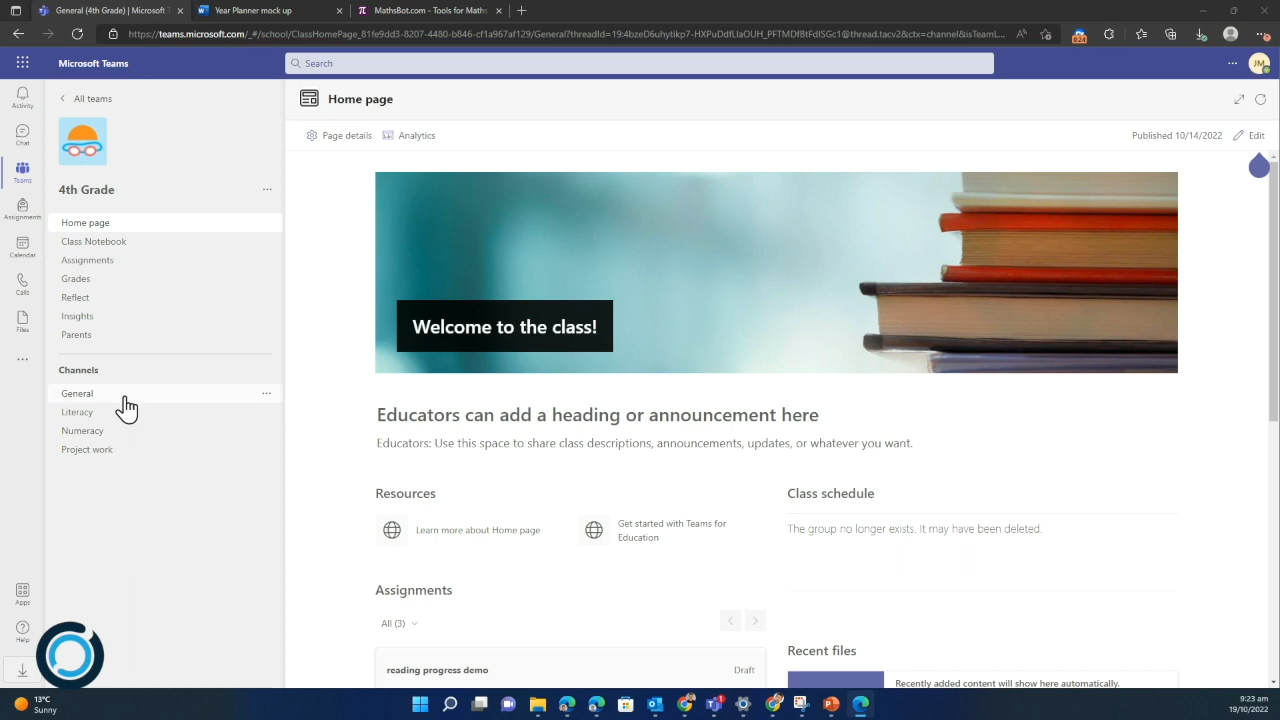 General (4th Grade) | Microsoft T
Year Planner mock up
MathsBot.com - Tools for Maths
https://teams.microsoft.com/_#/school/ClassHomePage_81fe9dd3-8207-4480-b846-cf1a967af129/General?threadId=19:4bzeD6uhytikp7-HXPuDdfLIaOUH_PFTMDf8tFdISGc1@thread.tacv2&ctx=channel&isTeamL...
0:24
Microsoft Teams
Search
JM
Activity
Chat
Teams
Assignments
Calendar
Calls
Files
Apps
Help
All teams
4th Grade
Home page
Class Notebook
Assignments
Grades
Reflect
Insights
Parents
Channels
General
Literacy
Numeracy
Project work
Home page
Page details
Analytics
Published 10/14/2022
Edit
Welcome to the class!
Educators can add a heading or announcement here
Educators: Use this space to share class descriptions, announcements, updates, or whatever you want.
Resources
Learn more about Home page
Get started with Teams for
Education
Class schedule
The group no longer exists. It may have been deleted.
Assignments
All (3)
reading progress demo
Draft
Recent files
Recently added content will show here automatically.
13°C
Sunny
9:23 am
19/10/2022